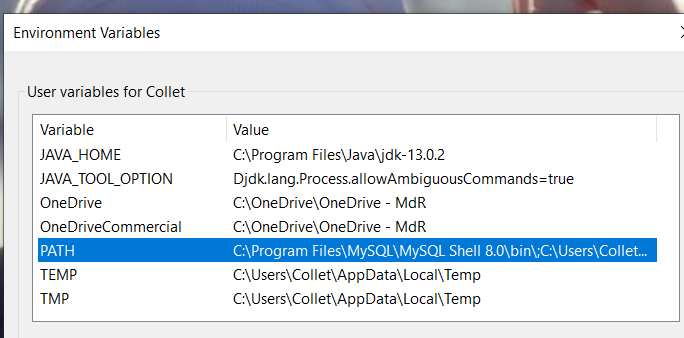 Environment Variables
User variables for Collet
Variable Value
JAVA_HOME C:\Program Files\Java\jdk-13.0.2
JAVA_TOOL_OPTION Djdk.lang.Process.allowAmbiguousCommands=true
OneDrive C:\OneDrive\OneDrive - MdR
OneDriveCommercial C:\OneDrive\OneDrive - MdR
PATH C:\Program Files\MySQL\MySQL Shell 8.0\bin\;C:\Users\Collet...
TEMP C:\Users\Collet\AppData\Local\Temp
TMP C:\Users\Collet\AppData\Local\Temp